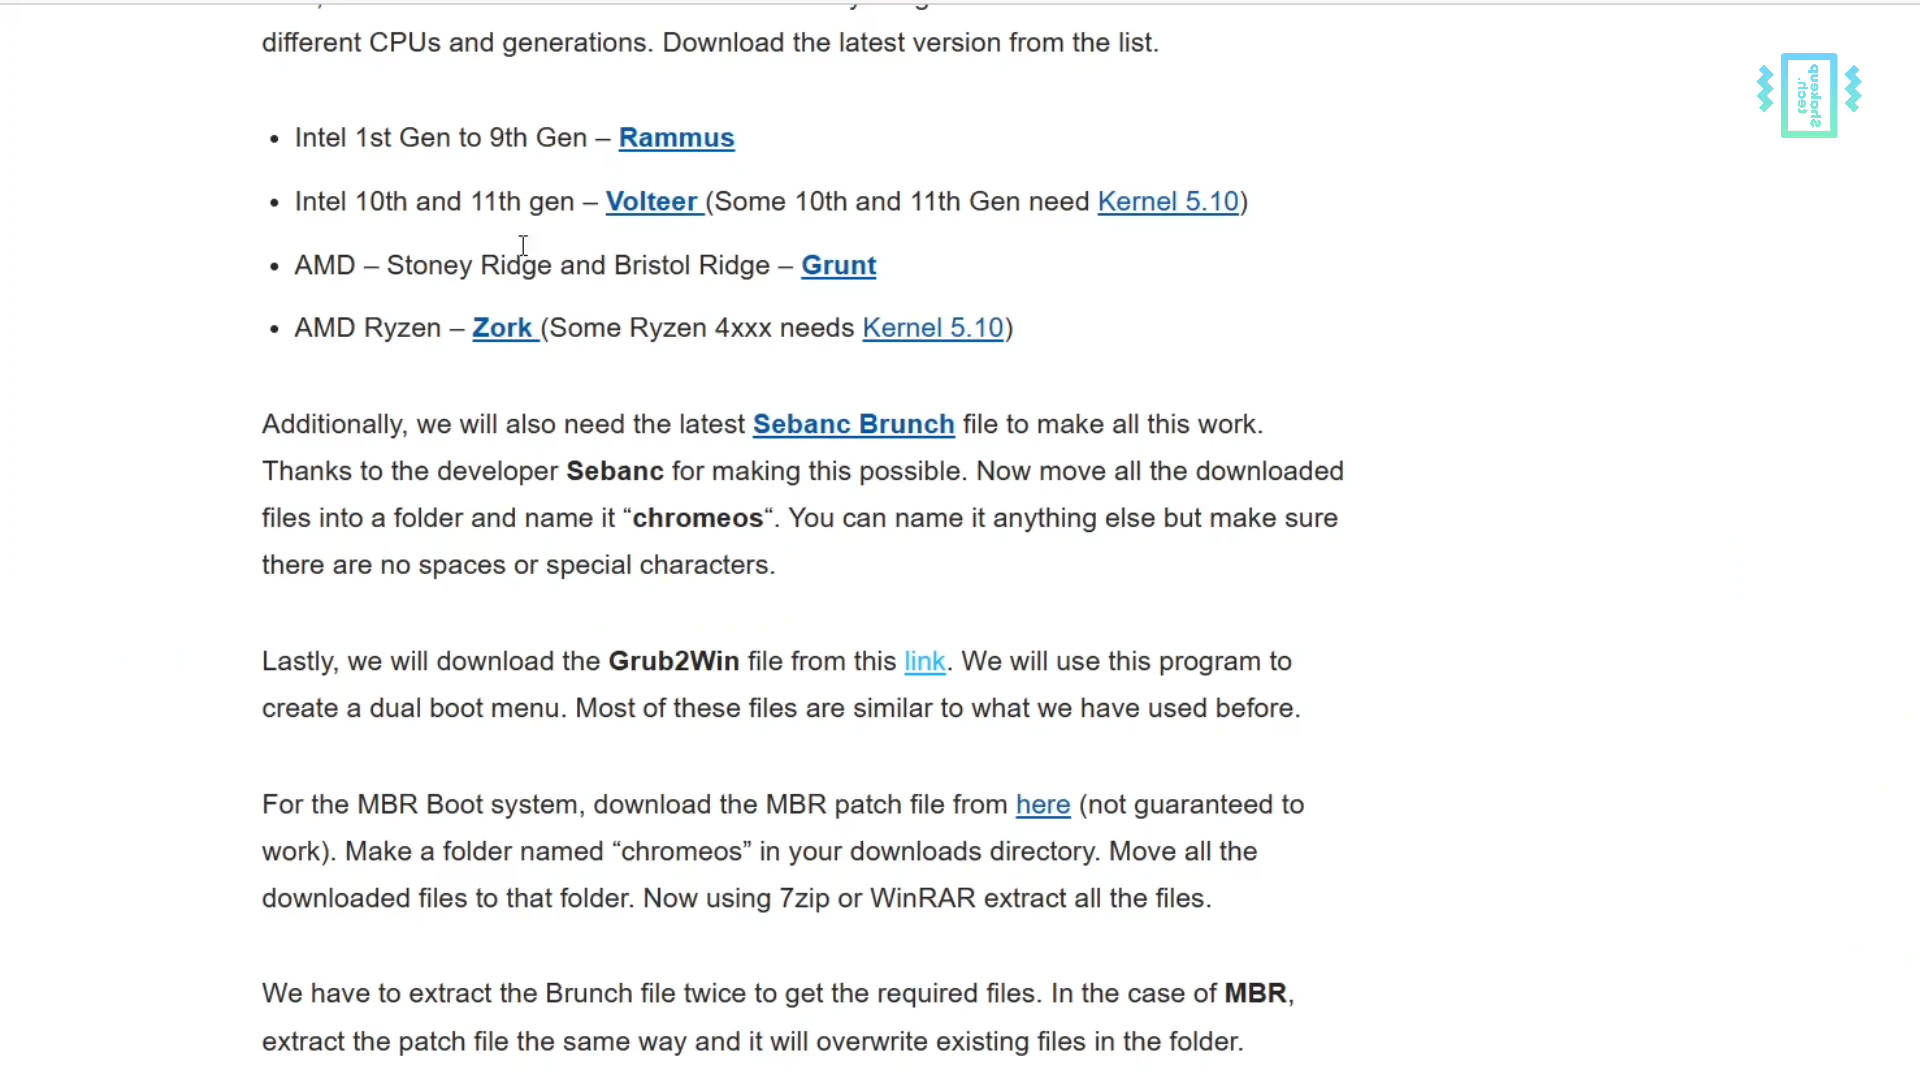 different CPUs and generations. Download the latest version from the list.
• Intel 1st Gen to 9th Gen – Rammus
• Intel 10th and 11th gen – Volteer (Some 10th and 11th Gen need Kernel 5.10)
• AMD – Stoney Ridge and Bristol Ridge – Grunt
• AMD Ryzen – Zork (Some Ryzen 4xxx needs Kernel 5.10)
Additionally, we will also need the latest Sebanc Brunch file to make all this work.
Thanks to the developer Sebanc for making this possible. Now move all the downloaded
files into a folder and name it “chromeos“. You can name it anything else but make sure
there are no spaces or special characters.
Lastly, we will download the Grub2Win file from this link. We will use this program to
create a dual boot menu. Most of these files are similar to what we have used before.
For the MBR Boot system, download the MBR patch file from here (not guaranteed to
work). Make a folder named “chromeos” in your downloads directory. Move all the
downloaded files to that folder. Now using 7zip or WinRAR extract all the files.
We have to extract the Brunch file twice to get the required files. In the case of MBR,
extract the patch file the same way and it will overwrite existing files in the folder.
tech.
shakeup